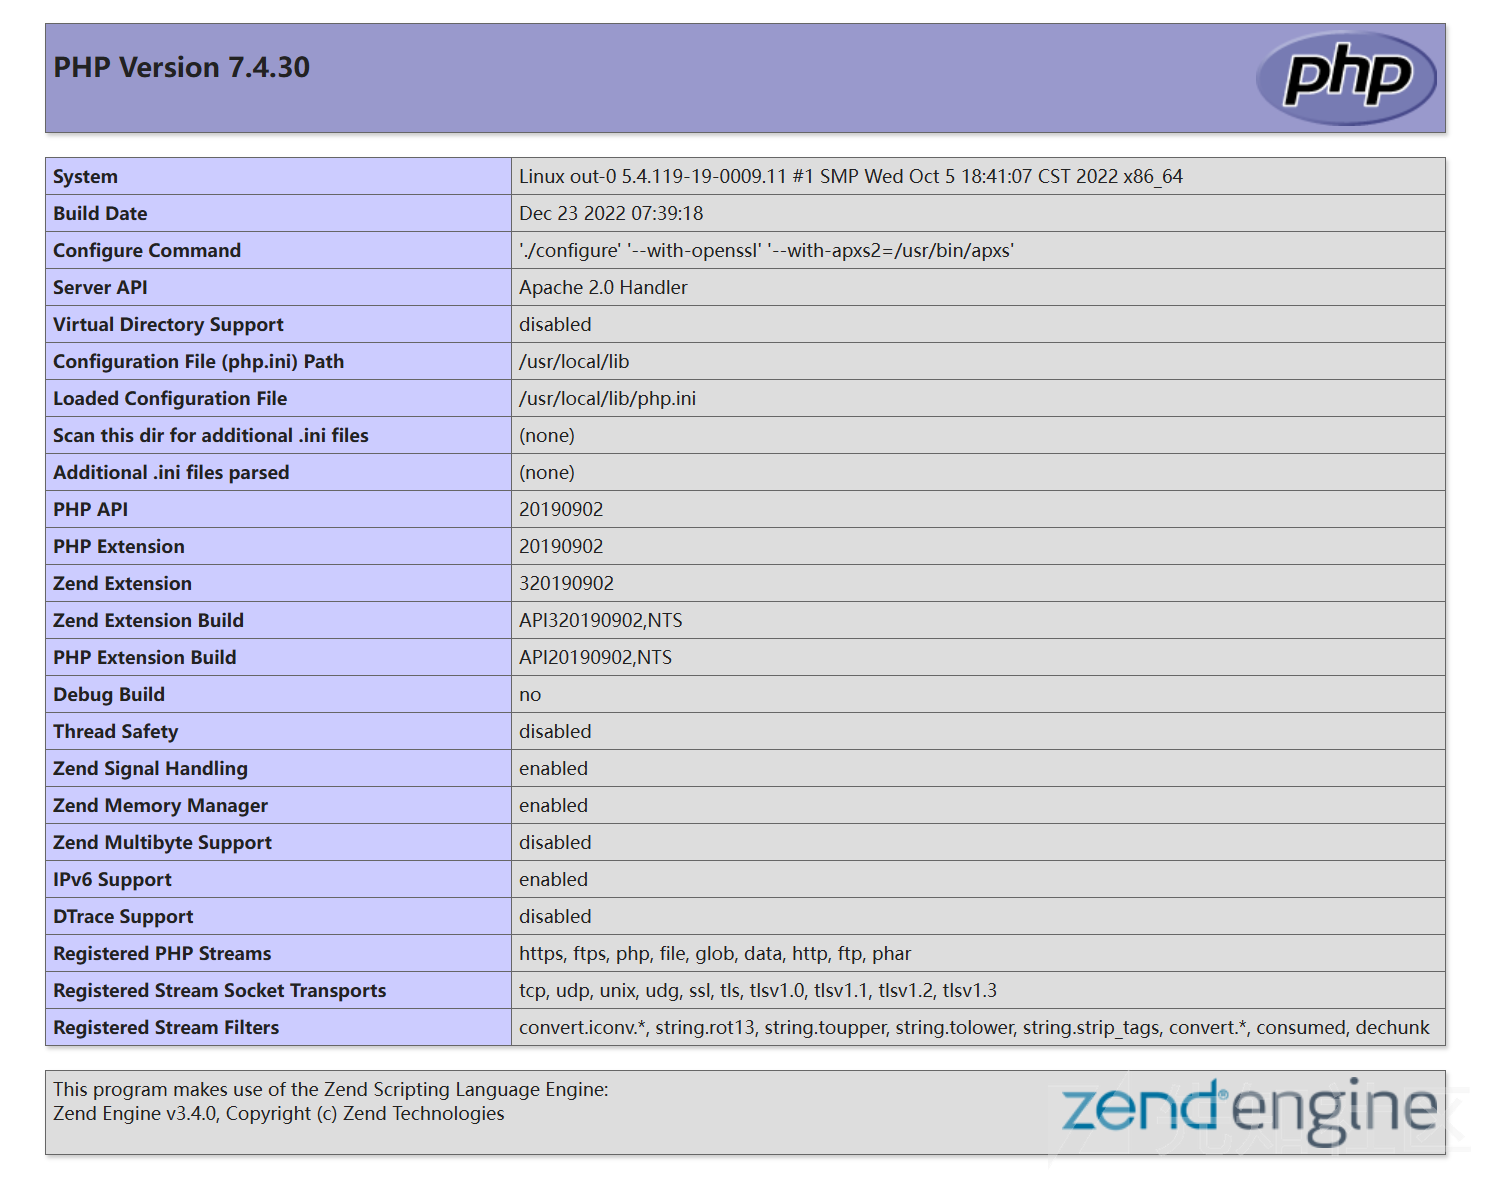 PHP Version 7.4.30
php
System Linux out-0 5.4.119-19-0009.11 #1 SMP Wed Oct 5 18:41:07 CST 2022 x86_64
Build Date Dec 23 2022 07:39:18
Configure Command './configure' '--with-openssl' '--with-apxs2=/usr/bin/apxs'
Server API Apache 2.0 Handler
Virtual Directory Support disabled
Configuration File (php.ini) Path /usr/local/lib
Loaded Configuration File /usr/local/lib/php.ini
Scan this dir for additional .ini files (none)
Additional .ini files parsed (none)
PHP API 20190902
PHP Extension 20190902
Zend Extension 320190902
Zend Extension Build API320190902,NTS
PHP Extension Build API20190902,NTS
Debug Build no
Thread Safety disabled
Zend Signal Handling enabled
Zend Memory Manager enabled
Zend Multibyte Support disabled
IPv6 Support enabled
DTrace Support disabled
Registered PHP Streams https, ftps, php, file, glob, data, http, ftp, phar
Registered Stream Socket Transports tcp, udp, unix, udg, ssl, tls, tlsv1.0, tlsv1.1, tlsv1.2, tlsv1.3
Registered Stream Filters convert.iconv.*, string.rot13, string.toupper, string.tolower, string.strip_tags, convert.*, consumed, dechunk
This program makes use of the Zend Scripting Language Engine:
Zend Engine v3.4.0, Copyright (c) Zend Technologies
zend® engine
先知社区